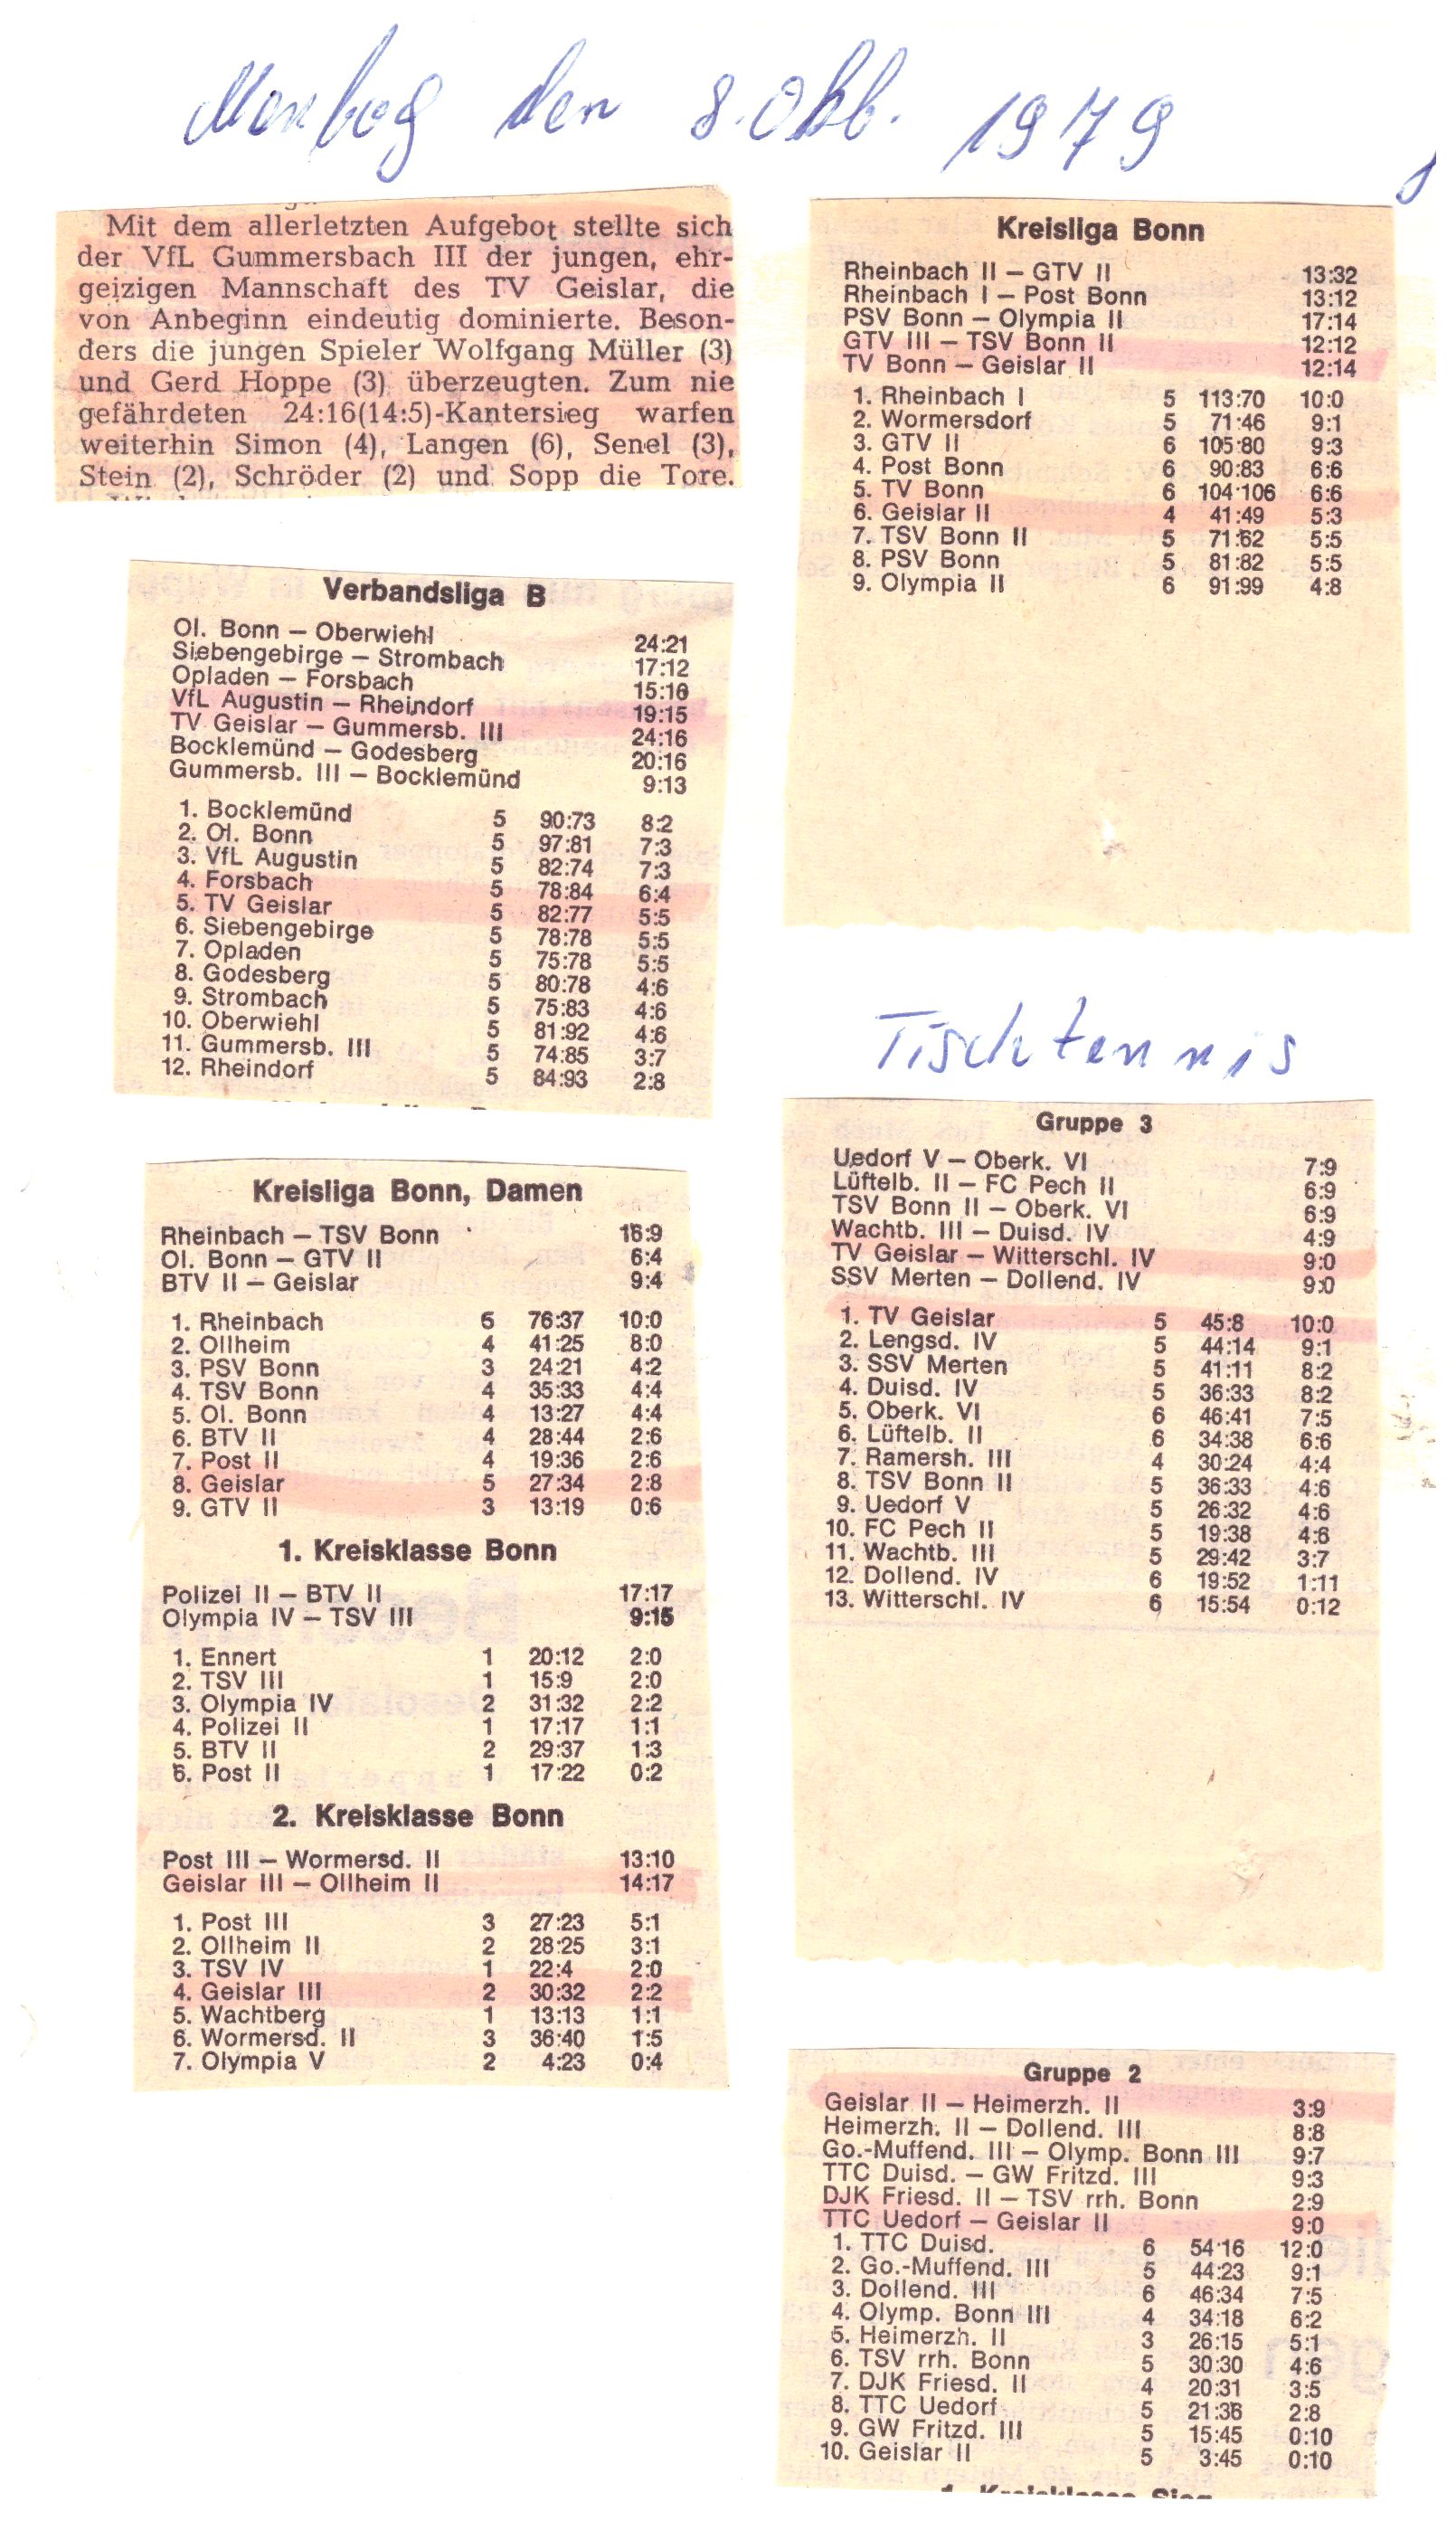 den 8. Okt. 1979
Mit dem allerletzten Aufgebot stellte sich
der VfL Gummersbach III der jungen, ehr-
geizigen Mannschaft des TV Geislar, die
von Anbeginn eindeutig dominierte. Beson-
ders die jungen Spieler Wolfgang Müller (3)
und Gerd Hoppe (3) überzeugten. Zum nie
gefährdeten 24:16(14:5)-Kantersieg warfen
weiterhin Simon (4), Langen (6), Senel (3),
Stein (2), Schröder (2) und Sopp die Tore.
Verbandsliga B
Ol. Bonn — Oberwiehl 24:21
Siebengebirge — Strombach 17:12
Opladen — Forsbach 15:16
VfL Augustin — Rheindorf 19:15
TV Geislar — Gummersb. III 24:16
Bocklemünd — Godesberg 20:16
Gummersb. III — Bocklemünd 9:13
1. Bocklemünd 5 90:73 8:2
2. Ol. Bonn 5 97:81 7:3
3. VfL Augustin 5 82:74 7:3
4. Forsbach 5 78:84 6:4
5. TV Geislar 5 82:77 5:5
6. Siebengebirge 5 78:78 5:5
7. Opladen 5 75:78 5:5
8. Godesberg 5 80:78 4:6
9. Strombach 5 75:83 4:6
10. Oberwiehl 5 81:92 4:6
11. Gummersb. III 5 74:85 3:7
12. Rheindorf 5 84:93 2:8
Kreisliga Bonn, Damen
Rheinbach — TSV Bonn 16:9
Ol. Bonn — GTV II 6:4
BTV II — Geislar 9:4
1. Rheinbach 6 76:37 10:0
2. Ollheim 4 41:25 8:0
3. PSV Bonn 3 24:21 4:2
4. TSV Bonn 4 35:33 4:4
5. Ol. Bonn 4 13:27 4:4
6. BTV II 4 28:44 2:6
7. Post II 4 19:36 2:6
8. Geislar 5 27:34 2:8
9. GTV II 3 13:19 0:6
1. Kreisklasse Bonn
Polizei II — BTV II 17:17
Olympia IV — TSV III 9:15
1. Ennert 1 20:12 2:0
2. TSV III 1 15:9 2:0
3. Olympia IV 2 31:32 2:2
4. Polizei II 1 17:17 1:1
5. BTV II 2 29:37 1:3
6. Post II 1 17:22 0:2
2. Kreisklasse Bonn
Post III — Wormersd. II 13:10
Geislar III — Ollheim II 14:17
1. Post III 3 27:23 5:1
2. Ollheim II 2 28:25 3:1
3. TSV IV 1 22:4 2:0
4. Geislar III 2 30:32 2:2
5. Wachtberg 1 13:13 1:1
6. Wormersd. II 3 36:40 1:5
7. Olympia V 2 4:23 0:4
Kreisliga Bonn
Rheinbach II — GTV II 13:32
Rheinbach I — Post Bonn 13:12
PSV Bonn — Olympia II 17:14
GTV III — TSV Bonn II 12:12
TV Bonn — Geislar II 12:14
1. Rheinbach I 5 113:70 10:0
2. Wormersdorf 5 71:46 9:1
3. GTV II 6 105:80 9:3
4. Post Bonn 6 90:83 6:6
5. TV Bonn 6 104:106 6:6
6. Geislar II 4 41:49 5:3
7. TSV Bonn II 5 71:62 5:5
8. PSV Bonn 5 81:82 5:5
9. Olympia II 6 91:99 4:8
Tischtennis
Gruppe 3
Uedorf V — Oberk. VI 7:9
Lüftelb. II — FC Pech II 6:9
TSV Bonn II — Oberk. VI 6:9
Wachtb. III — Duisd. IV 4:9
TV Geislar — Witterschl. IV 9:0
SSV Merten — Dollend. IV 9:0
1. TV Geislar 5 45:8 10:0
2. Lengsd. IV 5 44:14 9:1
3. SSV Merten 5 41:11 8:2
4. Duisd. IV 5 36:33 8:2
5. Oberk. VI 6 46:41 7:5
6. Lüftelb. II 6 34:38 6:6
7. Ramersh. III 4 30:24 4:4
8. TSV Bonn II 5 36:33 4:6
9. Uedorf V 5 26:32 4:6
10. FC Pech II 5 19:38 4:6
11. Wachtb. III 5 29:42 3:7
12. Dollend. IV 6 19:52 1:11
13. Witterschl. IV 6 15:54 0:12
Gruppe 2
Geislar II — Heimerzh. II 3:9
Heimerzh. II — Dollend. III 8:8
Go.-Muffend. III — Olymp. Bonn III 9:7
TTC Duisd. — GW Fritzd. III 9:3
DJK Friesd. II — TSV rrh. Bonn 2:9
TTC Uedorf — Geislar II 9:0
1. TTC Duisd. 6 54:16 12:0
2. Go.-Muffend. III 5 44:23 9:1
3. Dollend. III 6 46:34 7:5
4. Olymp. Bonn III 4 34:18 6:2
5. Heimerzh. II 3 26:15 5:1
6. TSV rrh. Bonn 5 30:30 4:6
7. DJK Friesd. II 4 20:31 3:5
8. TTC Uedorf 5 21:36 2:8
9. GW Fritzd. III 5 15:45 0:10
10. Geislar II 5 3:45 0:10